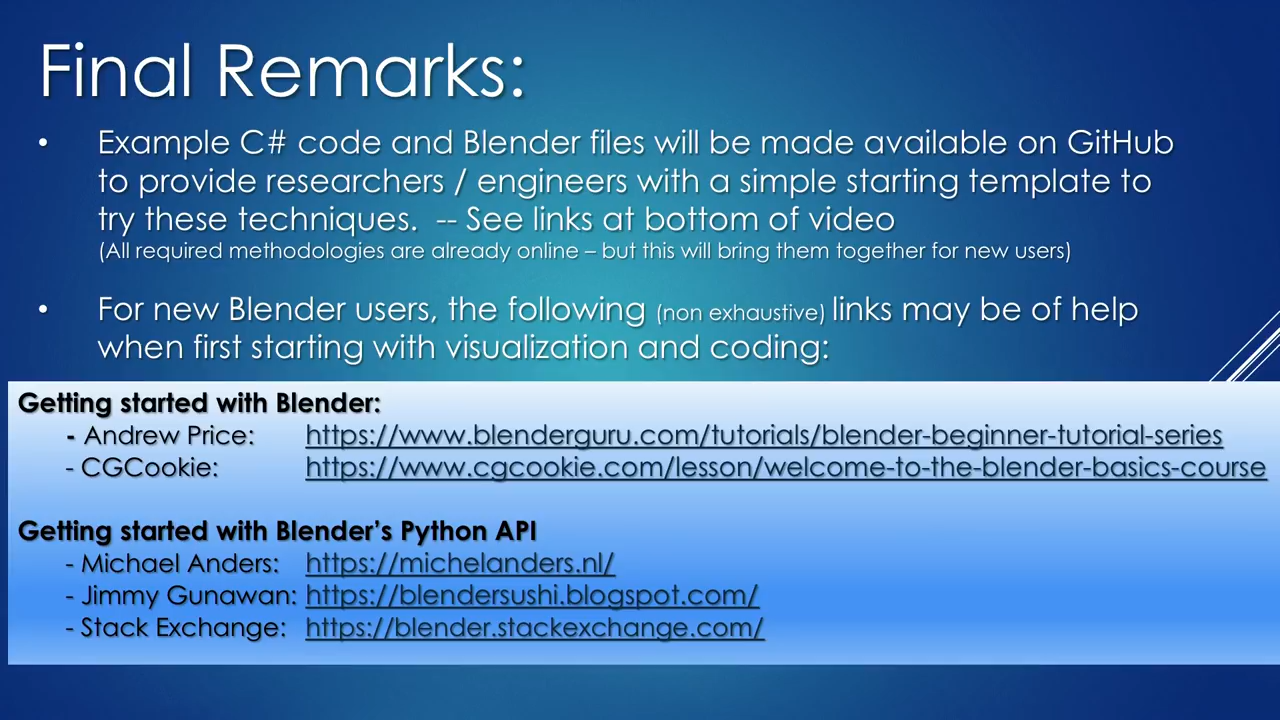 Final Remarks:
• Example C# code and Blender files will be made available on GitHub
to provide researchers / engineers with a simple starting template to
try these techniques. -- See links at bottom of video
(All required methodologies are already online – but this will bring them together for new users)
• For new Blender users, the following (non exhaustive) links may be of help
when first starting with visualization and coding:
Getting started with Blender:
- Andrew Price: https://www.blenderguru.com/tutorials/blender-beginner-tutorial-series
- CGCookie: https://www.cgcookie.com/lesson/welcome-to-the-blender-basics-course
Getting started with Blender’s Python API
- Michael Anders: https://michelanders.nl/
- Jimmy Gunawan: https://blendersushi.blogspot.com/
- Stack Exchange: https://blender.stackexchange.com/